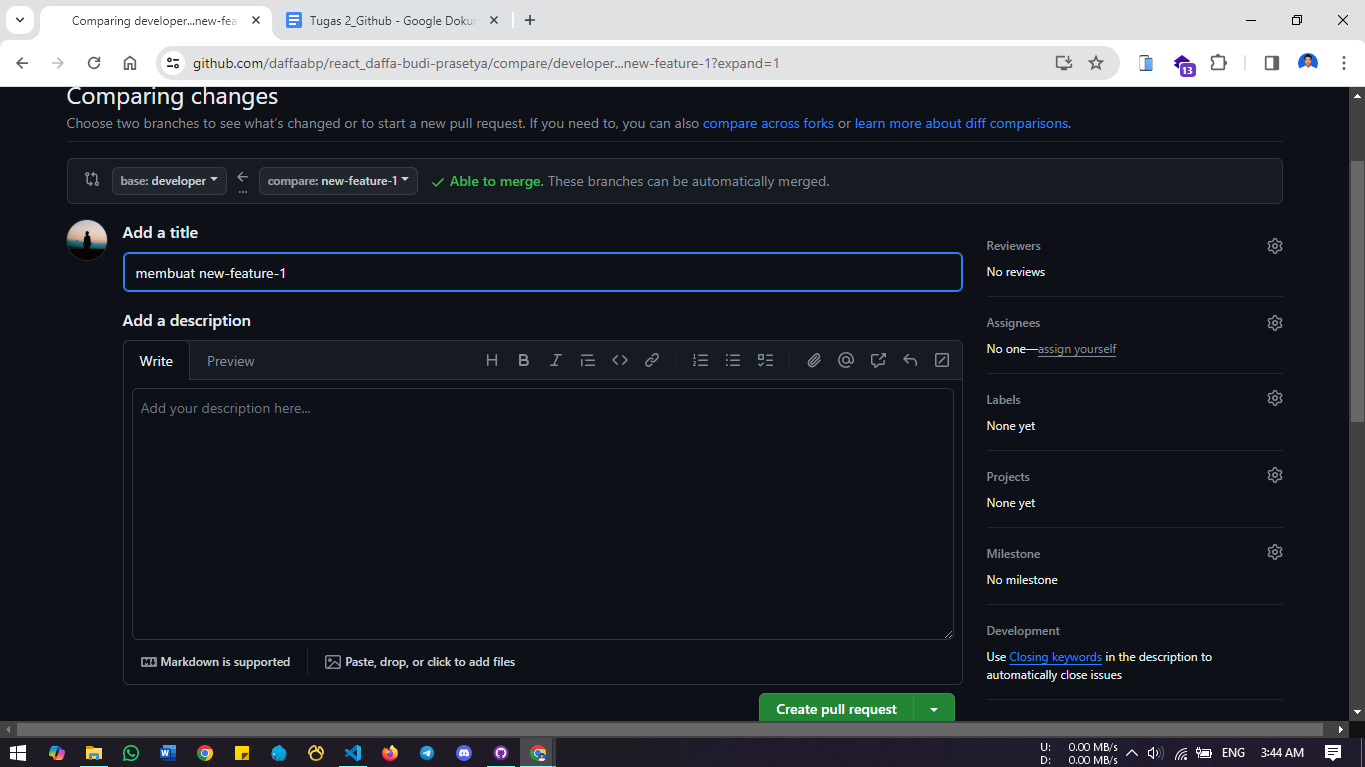 Comparing developer...new-fea
Tugas 2_Github - Google Dokun
github.com/daffaabp/react_daffa-budi-prasetya/compare/developer...new-feature-1?expand=1
13
Comparing changes
Choose two branches to see what's changed or to start a new pull request. If you need to, you can also compare across forks or learn more about diff comparisons.
base: developer
...
compare: new-feature-1
Able to merge. These branches can be automatically merged.
Add a title
membuat new-feature-1
Add a description
Write
Preview
Add your description here...
Markdown is supported
Paste, drop, or click to add files
Create pull request
Reviewers
No reviews
Assignees
No one—assign yourself
Labels
None yet
Projects
None yet
Milestone
No milestone
Development
Use Closing keywords in the description to
automatically close issues
U: 0.00 MB/s
D: 0.00 MB/s
ENG
3:44 AM